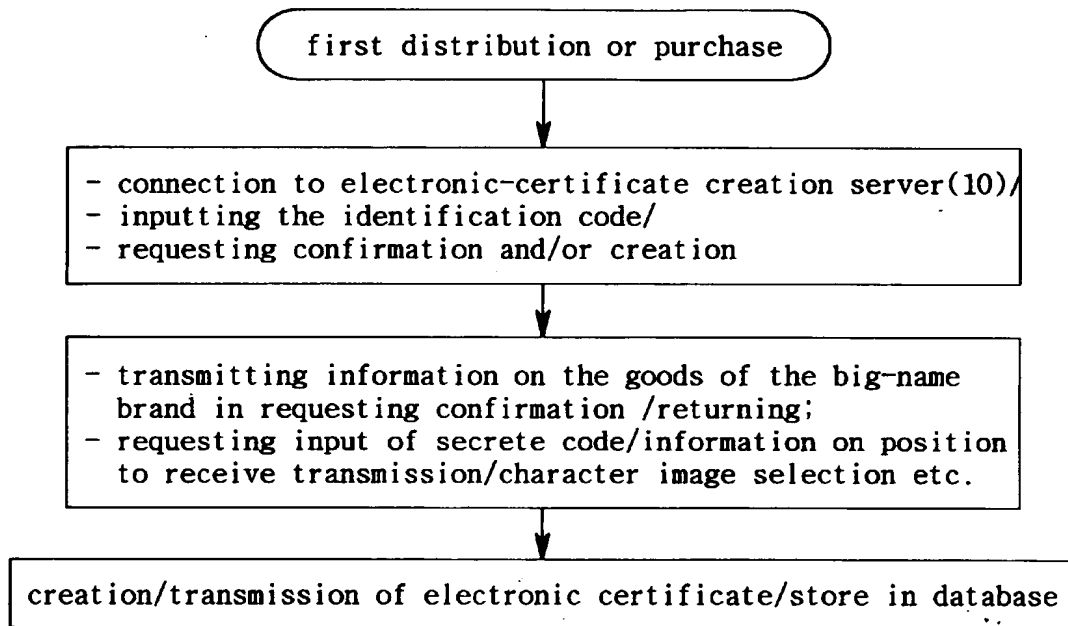 first distribution or purchase
- connection to electronic-certificate creation server(10)/
- inputting the identification code/
- requesting confirmation and/or creation
- transmitting information on the goods of the big-name
brand in requesting confirmation /returning;
- requesting input of secrete code/information on position
to receive transmission/character image selection etc.
creation/transmission of electronic certificate/store in database